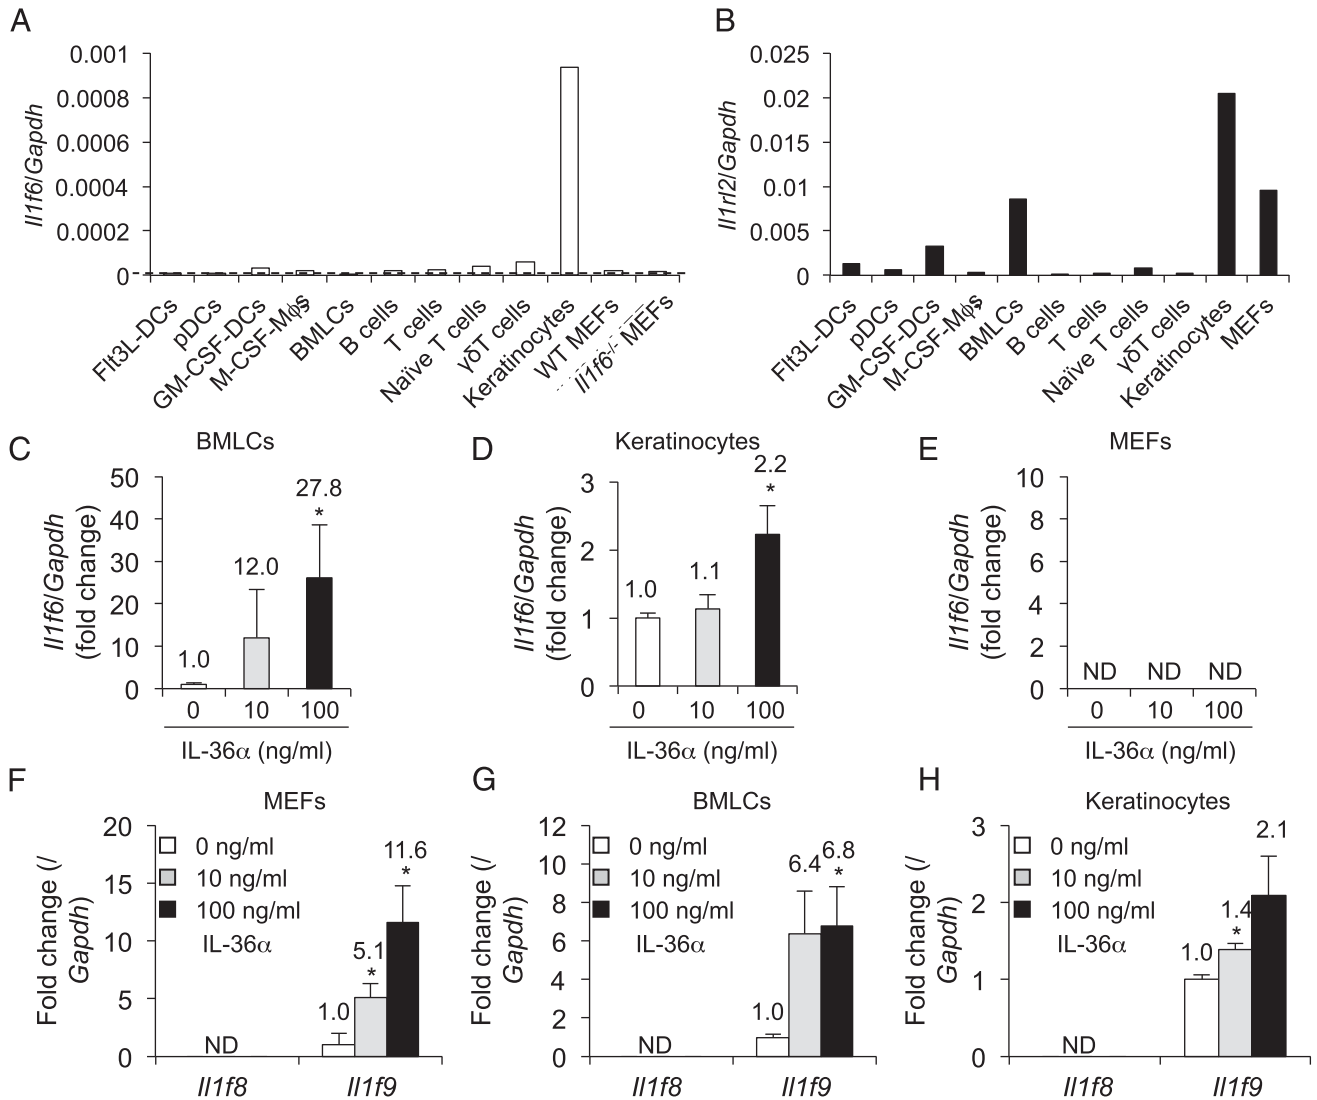 A
Il1f6/Gapdh
0.001
0.0008
0.0006
0.0004
0.0002
0
Flt3L-DCs
pDCs
GM-CSF-DCs
M-CSF-Mϕs
BMLCs
B cells
T cells
Naïve T cells
γδT cells
Keratinocytes
WT MEFs
Il1f6-/- MEFs
B
Il1rl2/Gapdh
0.025
0.02
0.015
0.01
0.005
0
Flt3L-DCs
pDCs
GM-CSF-DCs
M-CSF-Mϕs
BMLCs
B cells
T cells
Naïve T cells
γδT cells
Keratinocytes
MEFs
C
BMLCs
Il1f6/Gapdh
(fold change)
50
40
30
20
10
0
1.0
12.0
27.8
*
0 10 100
IL-36α (ng/ml)
D
Keratinocytes
Il1f6/Gapdh
(fold change)
3
2
1
0
1.0
1.1
2.2
*
0 10 100
IL-36α (ng/ml)
E
MEFs
Il1f6/Gapdh
(fold change)
10
8
6
4
2
0
ND ND ND
0 10 100
IL-36α (ng/ml)
F
MEFs
Fold change (/
Gapdh)
20
15
10
5
0
0 ng/ml
10 ng/ml
100 ng/ml
IL-36α
ND
1.0
5.1
*
11.6
*
Il1f8 Il1f9
G
BMLCs
Fold change (/
Gapdh)
12
10
8
6
4
2
0
0 ng/ml
10 ng/ml
100 ng/ml
IL-36α
ND
1.0
6.4
6.8
*
Il1f8 Il1f9
H
Keratinocytes
Fold change (/
Gapdh)
3
2
1
0
0 ng/ml
10 ng/ml
100 ng/ml
IL-36α
ND
1.0
1.4
*
2.1
Il1f8 Il1f9